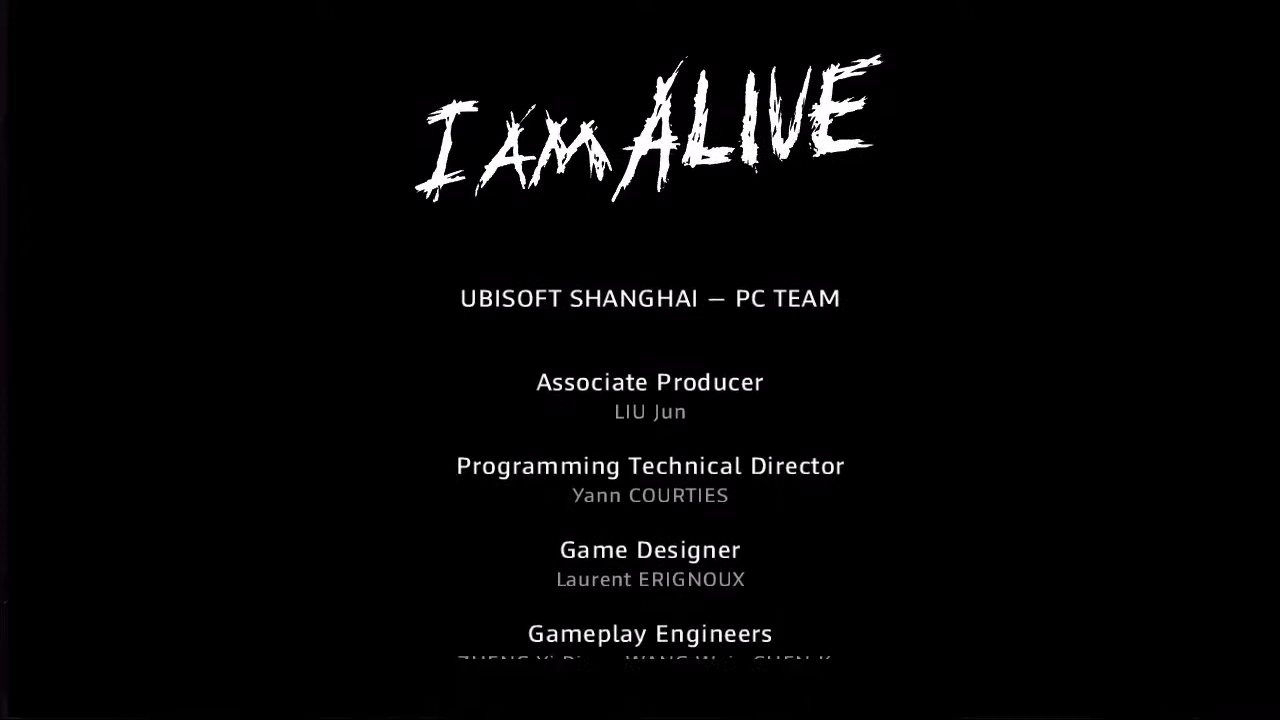 I AM ALIVE
UBISOFT SHANGHAI – PC TEAM
Associate Producer
LIU Jun
Programming Technical Director
Yann COURTIES
Game Designer
Laurent ERIGNOUX
Gameplay Engineers